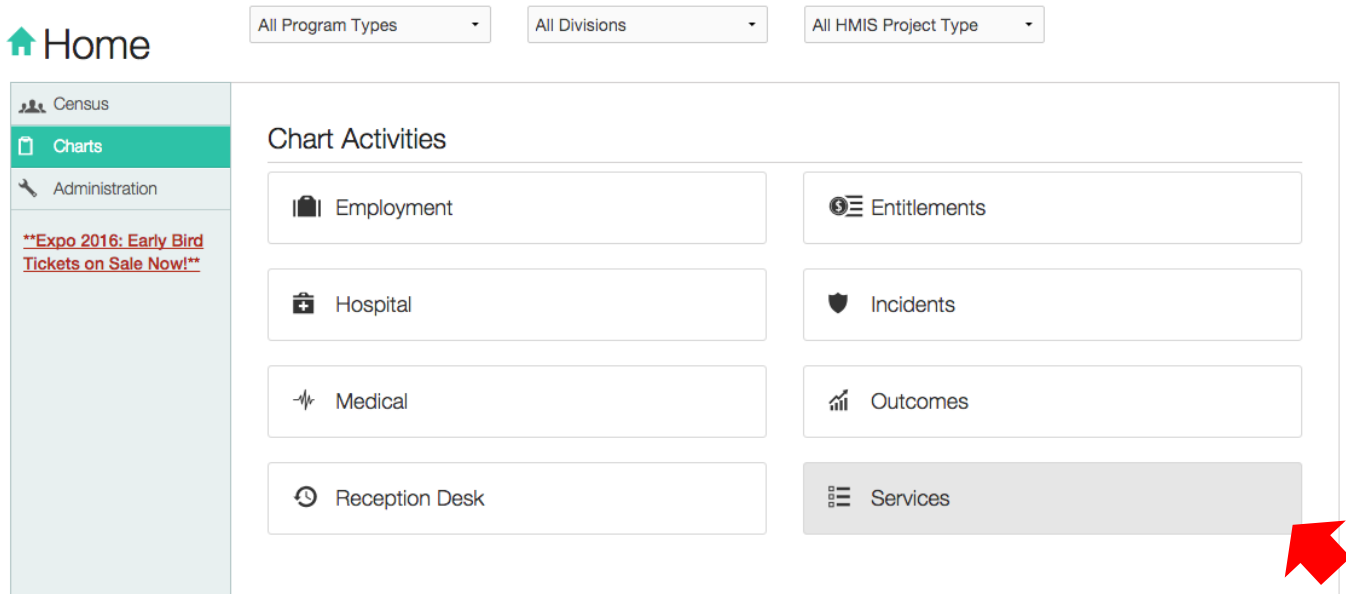 Home
All Program Types
All Divisions
All HMIS Project Type
Census
Charts
Administration
**Expo 2016: Early Bird
Tickets on Sale Now!**
Chart Activities
Employment
Entitlements
Hospital
Incidents
Medical
Outcomes
Reception Desk
Services